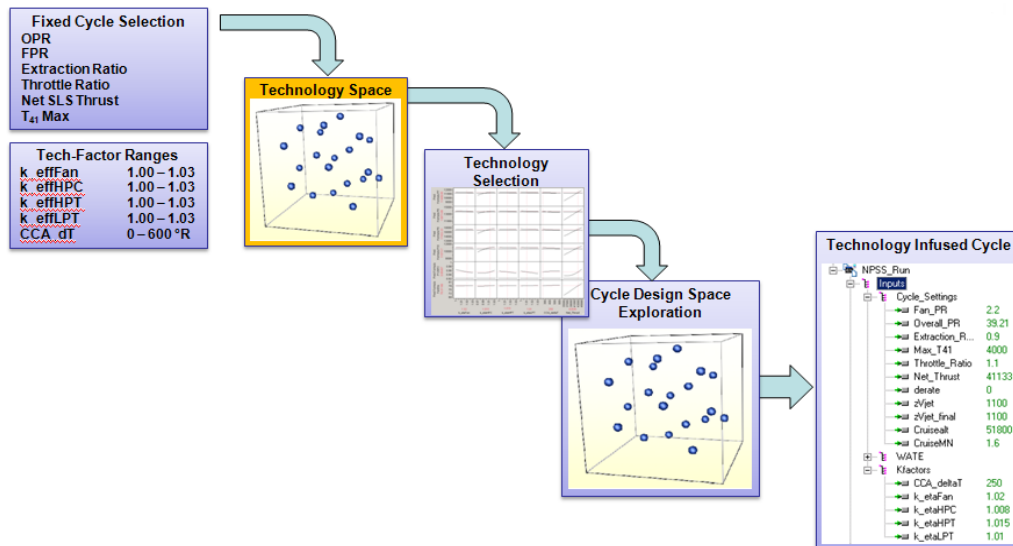 Fixed Cycle Selection
OPR
FPR
Extraction Ratio
Throttle Ratio
Net SLS Thrust
T₄₁ Max
Tech-Factor Ranges
k_effFan 1.00 – 1.03
k_effHPC 1.00 – 1.03
k_effHPT 1.00 – 1.03
k_effLPT 1.00 – 1.03
CCA_dT 0 – 600 °R
Technology Space
Technology
Selection
Cycle Design Space
Exploration
Technology Infused Cycle
NPSS_Run
Inputs
Cycle_Settings
Fan_PR 2.2
Overall_PR 39.21
Extraction_R... 0.9
Max_T41 4000
Throttle_Ratio 1.1
Net_Thrust 41133
derate 0
zVjet 1100
zVjet_final 1100
Cruisealt 51800
CruiseMN 1.6
WATE
Kfactors
CCA_deltaT 250
k_etaFan 1.02
k_etaHPC 1.008
k_etaHPT 1.015
k_etaLPT 1.01